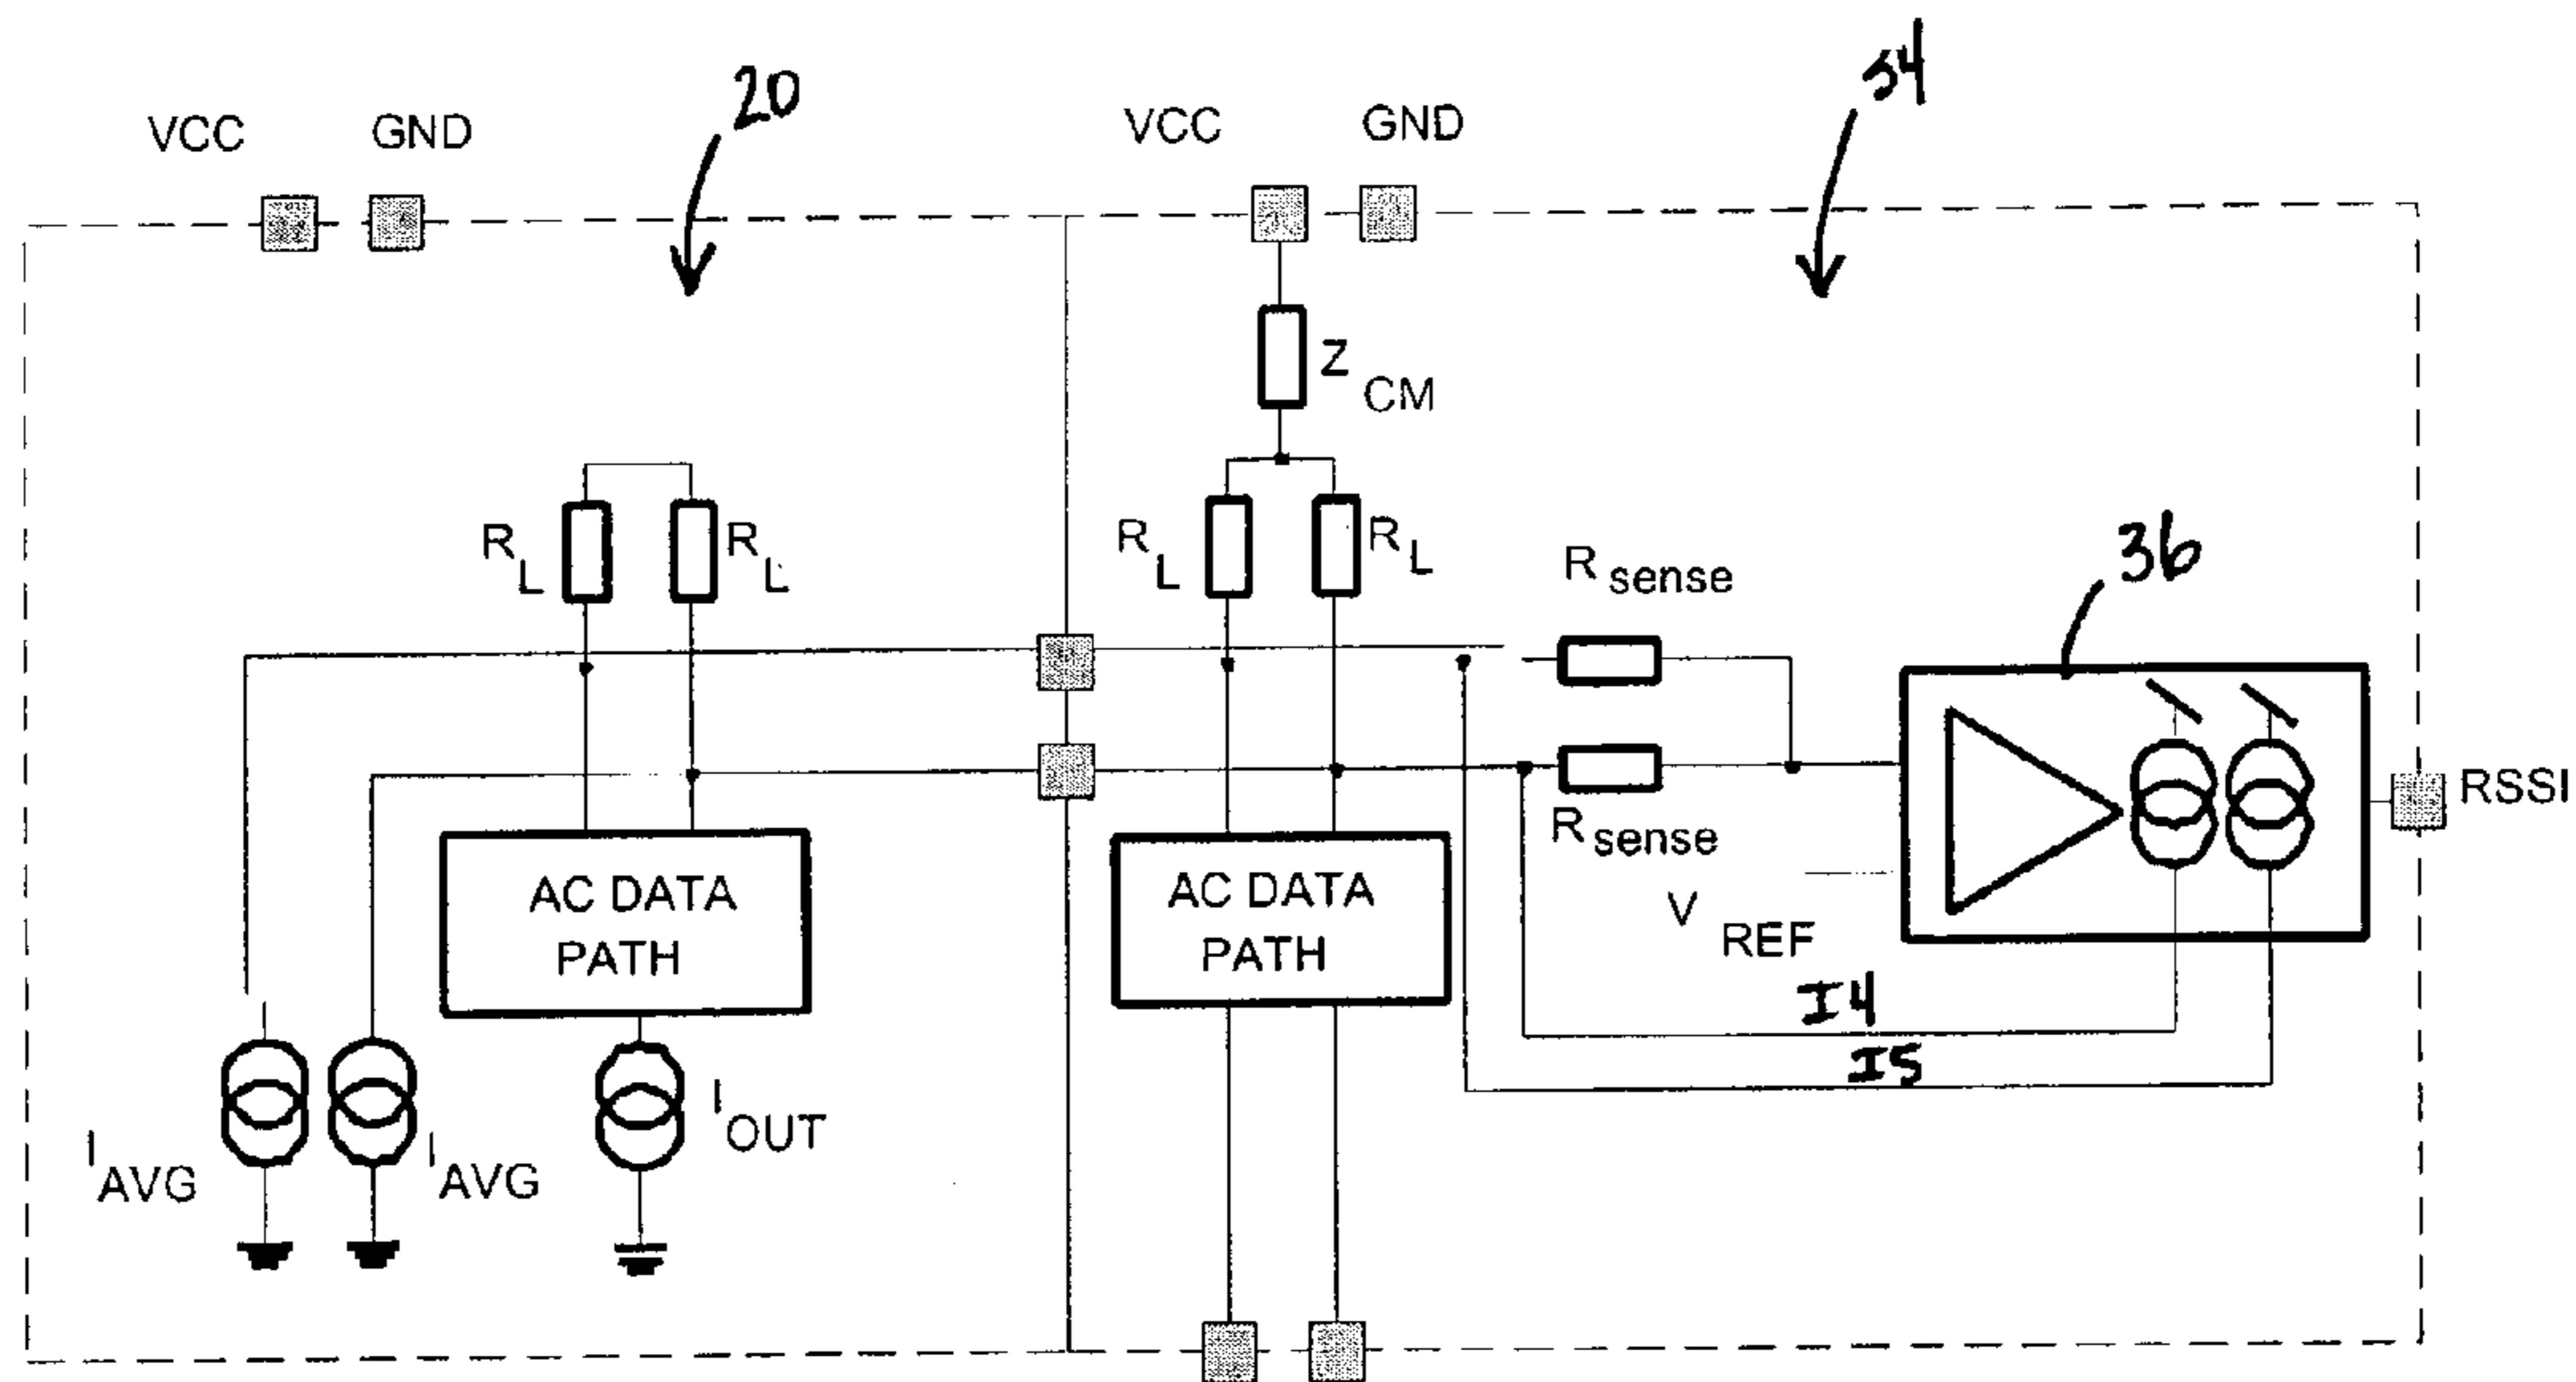 20
34
VCC GND
VCC GND
Z CM
R L
R L
R L
R L
R sense
36
R sense
RSSI
V REF
AC DATA
PATH
AC DATA
PATH
I4
I5
I OUT
I AVG
I AVG